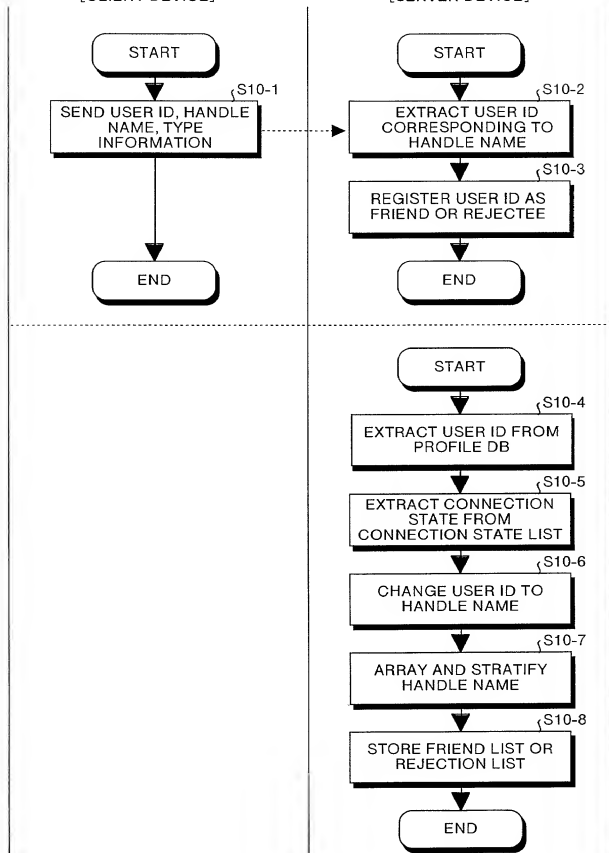 START
S10-1
SEND USER ID, HANDLE
NAME, TYPE
INFORMATION
END
START
S10-2
EXTRACT USER ID
CORRESPONDING TO
HANDLE NAME
S10-3
REGISTER USER ID AS
FRIEND OR REJECTEE
END
START
S10-4
EXTRACT USER ID FROM
PROFILE DB
S10-5
EXTRACT CONNECTION
STATE FROM
CONNECTION STATE LIST
S10-6
CHANGE USER ID TO
HANDLE NAME
S10-7
ARRAY AND STRATIFY
HANDLE NAME
S10-8
STORE FRIEND LIST OR
REJECTION LIST
END